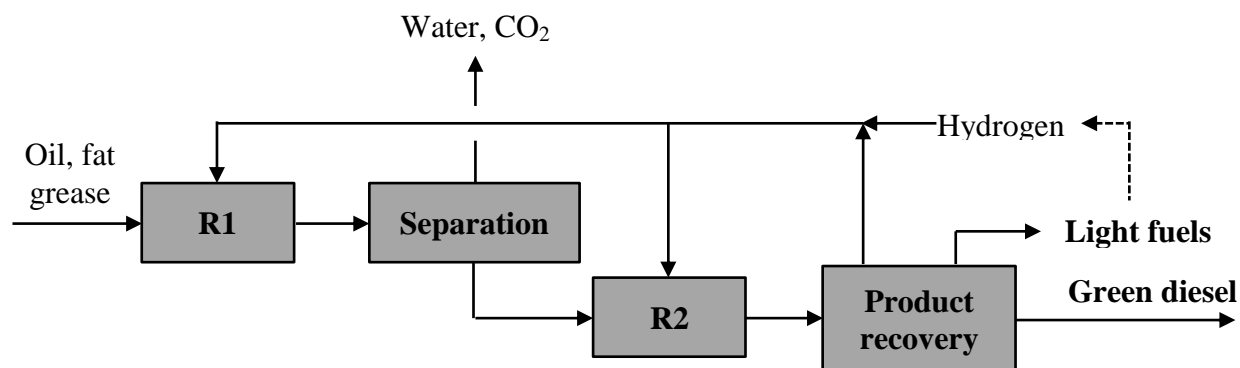 Water, CO₂
Hydrogen
Oil, fat
grease
R1
Separation
Light fuels
R2
Product
recovery
Green diesel